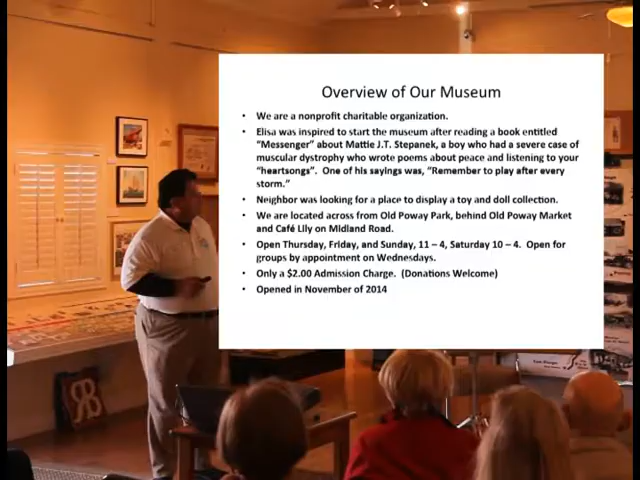 Overview of Our Museum
• We are a nonprofit charitable organization.
• Elisa was inspired to start the museum after reading a book entitled
"Messenger" about Mattie J.T. Stepanek, a boy who had a severe case of
muscular dystrophy who wrote poems about peace and listening to your
"heartsongs". One of his sayings was, "Remember to play after every
storm."
• Neighbor was looking for a place to display a toy and doll collection.
• We are located across from Old Poway Park, behind Old Poway Market
and Café Lily on Midland Road.
• Open Thursday, Friday, and Sunday, 11 – 4, Saturday 10 – 4. Open for
groups by appointment on Wednesdays.
• Only a $2.00 Admission Charge. (Donations Welcome)
• Opened in November of 2014